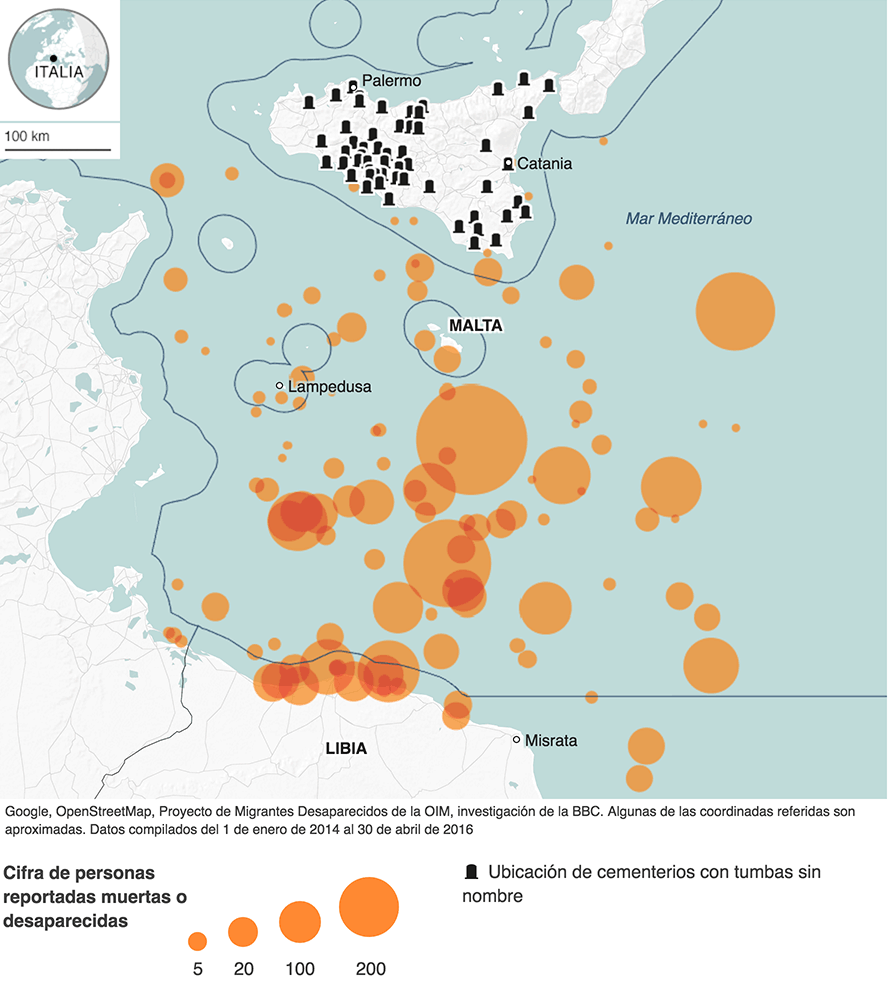 ITALIA
100 km
Palermo
Catania
Mar Mediterráneo
MALTA
Lampedusa
LIBIA
Misrata
Google, OpenStreetMap, Proyecto de Migrantes Desaparecidos de la OIM, investigación de la BBC. Algunas de las coordinadas referidas son
aproximadas. Datos compilados del 1 de enero de 2014 al 30 de abril de 2016
Cifra de personas
reportadas muertas o
desaparecidas
5 20 100 200
Ubicación de cementerios con tumbas sin
nombre